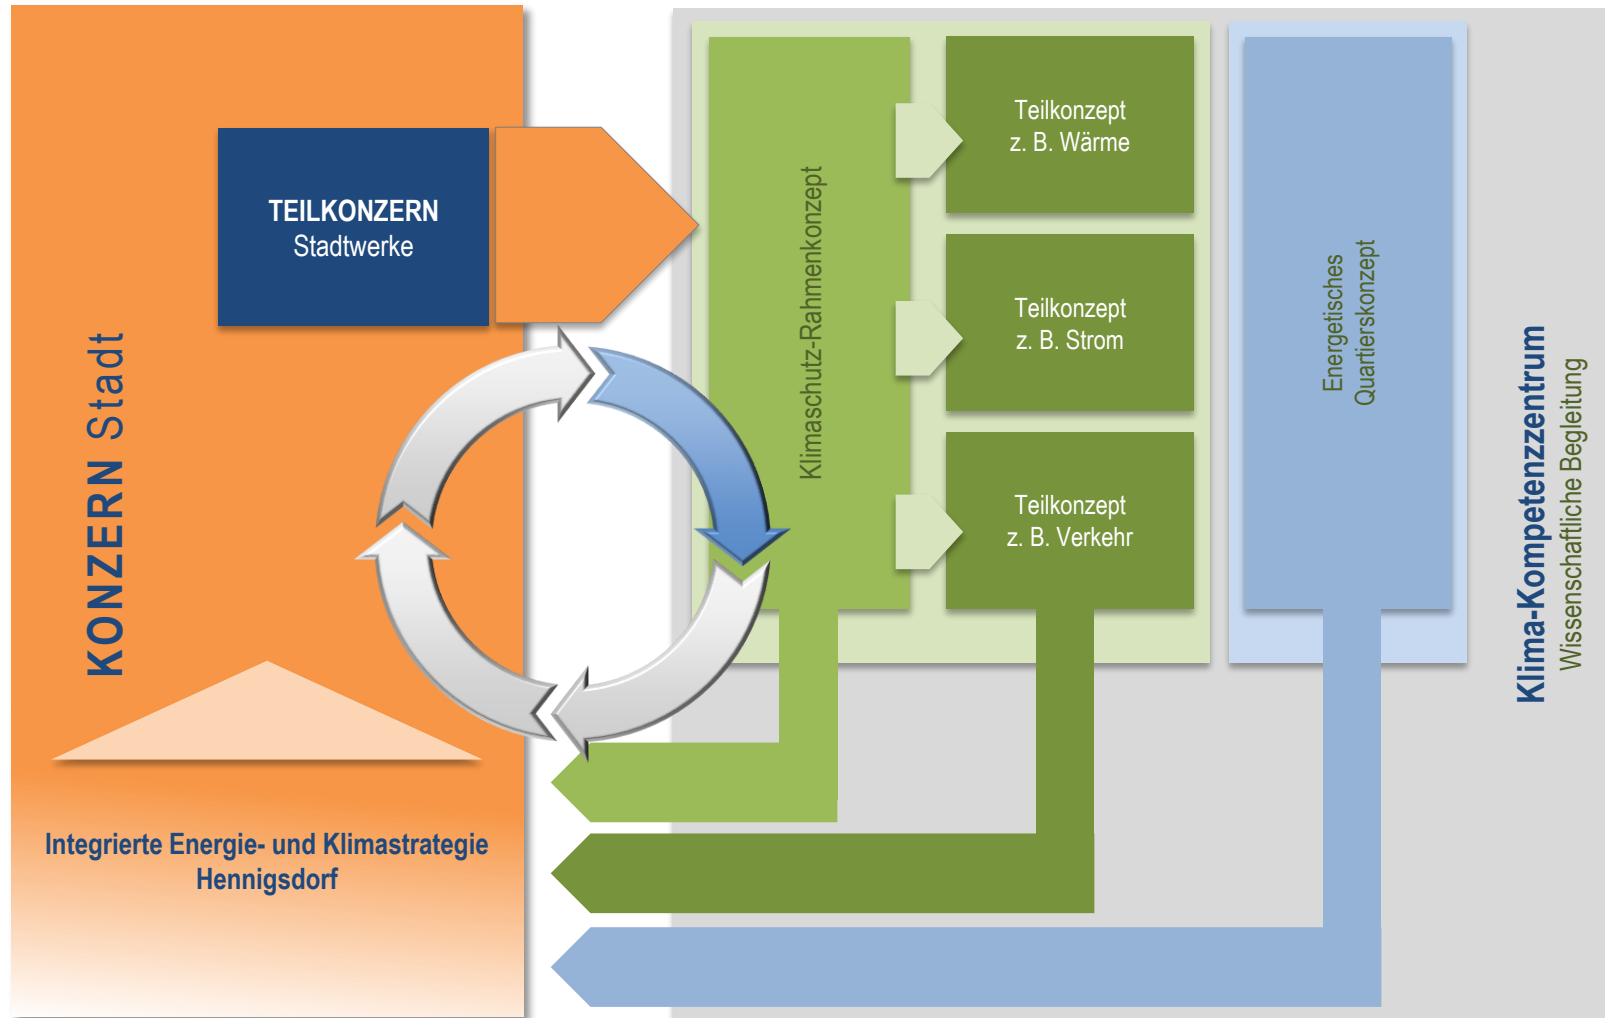 KONZERN Stadt
TEILKONZERN
Stadtwerke
Integrierte Energie- und Klimastrategie
Hennigsdorf
Klimaschutz-Rahmenkonzept
Teilkonzept
z. B. Wärme
Teilkonzept
z. B. Strom
Teilkonzept
z. B. Verkehr
Energetisches
Quartierskonzept
Klima-Kompetenzzentrum
Wissenschaftliche Begleitung